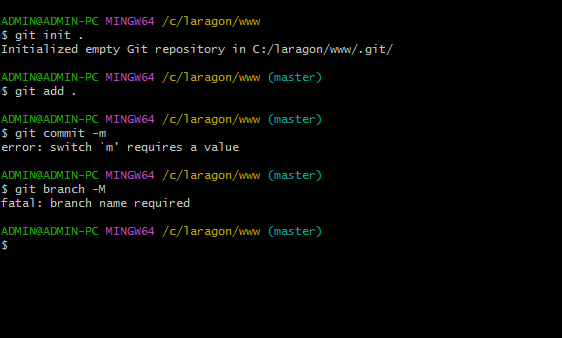 ADMIN@ADMIN-PC MINGW64 /c/laragon/www
$ git init .
Initialized empty Git repository in C:/laragon/www/.git/
ADMIN@ADMIN-PC MINGW64 /c/laragon/www (master)
$ git add .
ADMIN@ADMIN-PC MINGW64 /c/laragon/www (master)
$ git commit -m
error: switch `m' requires a value
ADMIN@ADMIN-PC MINGW64 /c/laragon/www (master)
$ git branch -M
fatal: branch name required
ADMIN@ADMIN-PC MINGW64 /c/laragon/www (master)
$